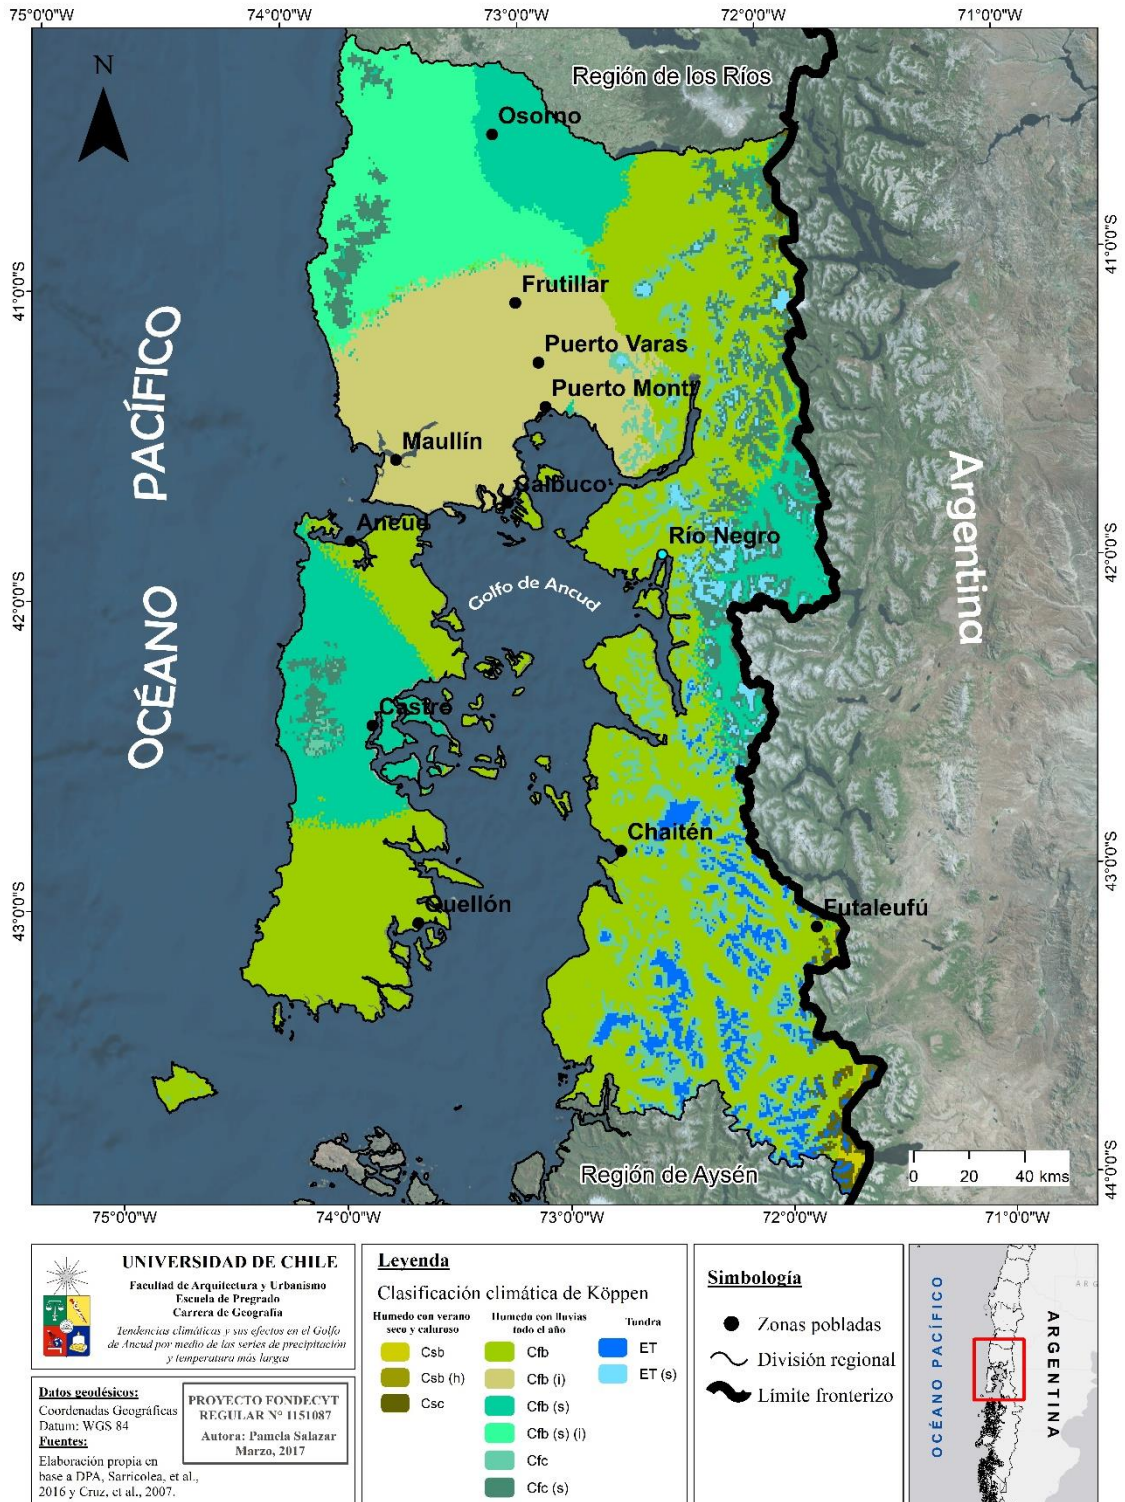 75°0'0"W 74°0'0"W 73°0'0"W 72°0'0"W 71°0'0"W
N
Región de los Ríos
Osorno
41°0'0"S
41°0'0"S
Frutillar
Puerto Varas
Puerto Montt
OCÉANO PACÍFICO
Maullín
Calbuco
Argentina
Ancud
Río Negro
42°0'0"S
42°0'0"S
Golfo de Ancud
Castro
Chaitén
43°0'0"S
43°0'0"S
Quellón
Futaleufú
Región de Aysén
0 20 40 kms
44°0'0"S
75°0'0"W 74°0'0"W 73°0'0"W 72°0'0"W 71°0'0"W
UNIVERSIDAD DE CHILE
Facultad de Arquitectura y Urbanismo
Escuela de Pregrado
Carrera de Geografía
Tendencias climáticas y sus efectos en el Golfo
de Ancud por medio de las series de precipitación
y temperatura más largas
Datos geodésicos:
Coordenadas Geográficas
Datum: WGS 84
Fuentes:
Elaboración propia en
base a DPA, Sarricolea, et al.,
2016 y Cruz, et al., 2007.
PROYECTO FONDECYT
REGULAR N° 1151087
Autora: Pamela Salazar
Marzo, 2017
Leyenda
Clasificación climática de Köppen
Humedo con verano
seco y caluroso
Csb
Csb (h)
Csc
Humedo con lluvias
todo el año
Cfb
Cfb (i)
Cfb (s)
Cfb (s) (i)
Cfc
Cfc (s)
Tundra
ET
ET (s)
Simbología
Zonas pobladas
División regional
Límite fronterizo
OCÉANO PACÍFICO
ARGENTINA